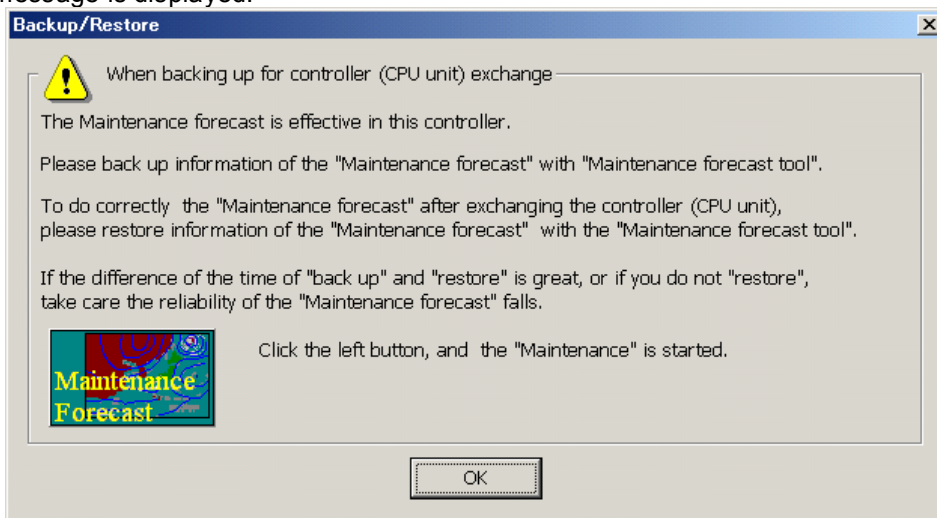 message is displayed.
Backup/Restore
When backing up for controller (CPU unit) exchange
The Maintenance forecast is effective in this controller.
Please back up information of the "Maintenance forecast" with "Maintenance forecast tool".
To do correctly  the "Maintenance forecast" after exchanging the controller (CPU unit),
please restore information of the "Maintenance forecast"  with the "Maintenance forecast tool".
If the difference of the time of "back up" and "restore" is great, or if you do not "restore",
take care the reliability of the "Maintenance forecast" falls.
Click the left button, and  the "Maintenance" is started.
Maintenance
Forecast
OK